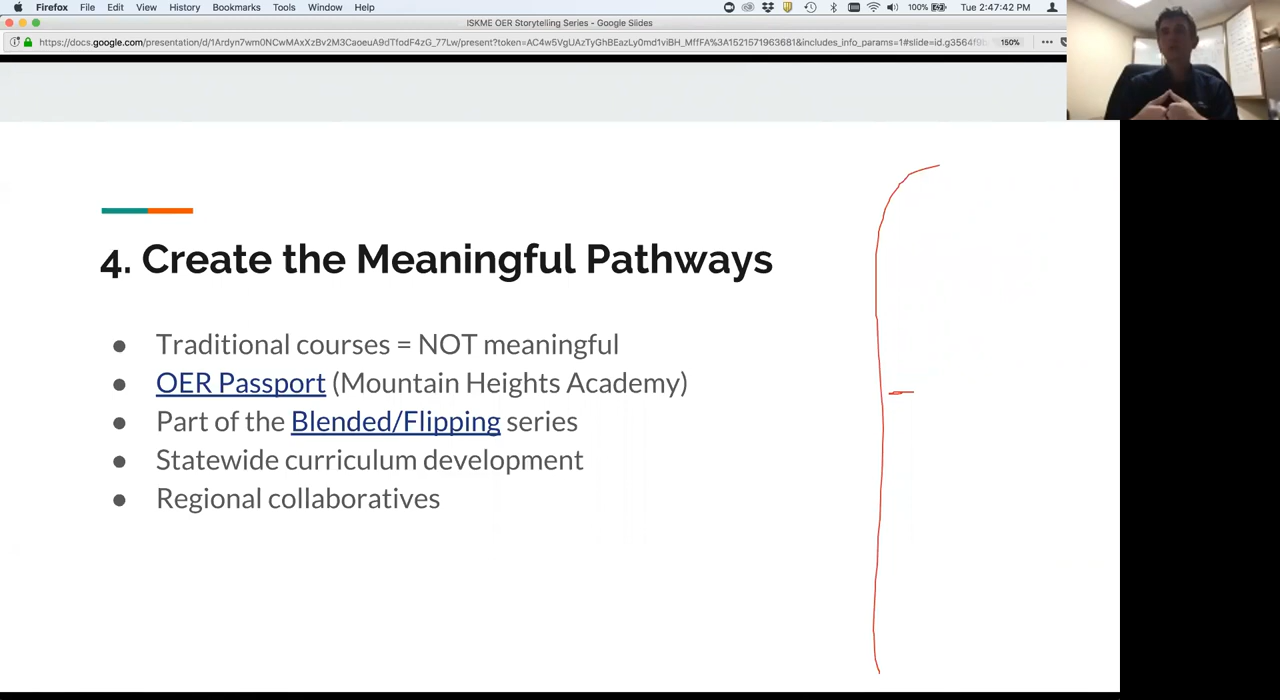 Firefox File Edit View History Bookmarks Tools Window Help 100% Tue 2:47:42 PM
ISKME OER Storytelling Series - Google Slides
150%
4. Create the Meaningful Pathways
Traditional courses = NOT meaningful
OER Passport (Mountain Heights Academy)
Part of the Blended/Flipping series
Statewide curriculum development
Regional collaboratives